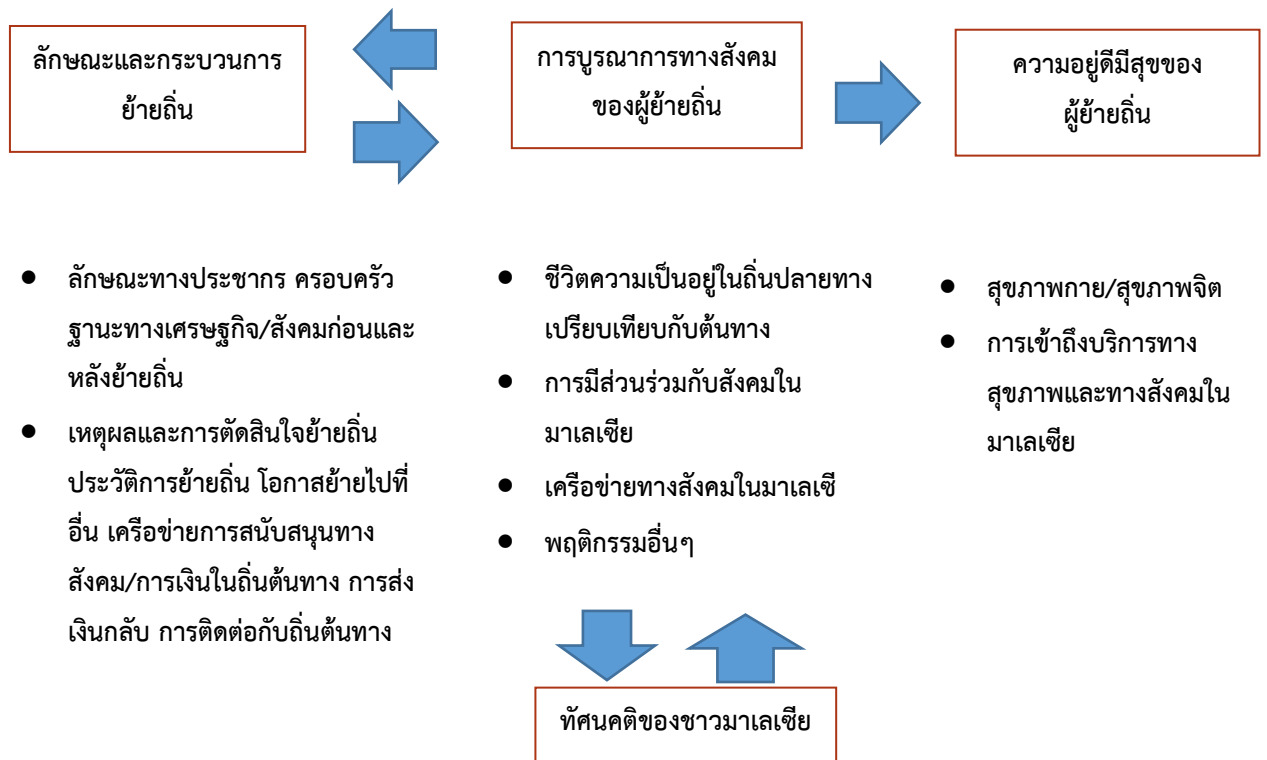 ลักษณะและกระบวนการ
ย้ายถิ่น
การบูรณาการทางสังคม
ของผู้ย้ายถิ่น
ความอยู่ดีมีสุขของ
ผู้ย้ายถิ่น
● ลักษณะทางประชากร ครอบครัว
ฐานะทางเศรษฐกิจ/สังคมก่อนและ
หลังย้ายถิ่น
● เหตุผลและการตัดสินใจย้ายถิ่น
ประวัติการย้ายถิ่น โอกาสย้ายไปที่
อื่น เครือข่ายการสนับสนุนทาง
สังคม/การเงินในถิ่นต้นทาง การส่ง
เงินกลับ การติดต่อกับถิ่นต้นทาง
● ชีวิตความเป็นอยู่ในถิ่นปลายทาง
เปรียบเทียบกับต้นทาง
● การมีส่วนร่วมกับสังคมใน
มาเลเซีย
● เครือข่ายทางสังคมในมาเลเซี
● พฤติกรรมอื่นๆ
● สุขภาพกาย/สุขภาพจิต
● การเข้าถึงบริการทาง
สุขภาพและทางสังคมใน
มาเลเซีย
ทัศนคติของชาวมาเลเซีย